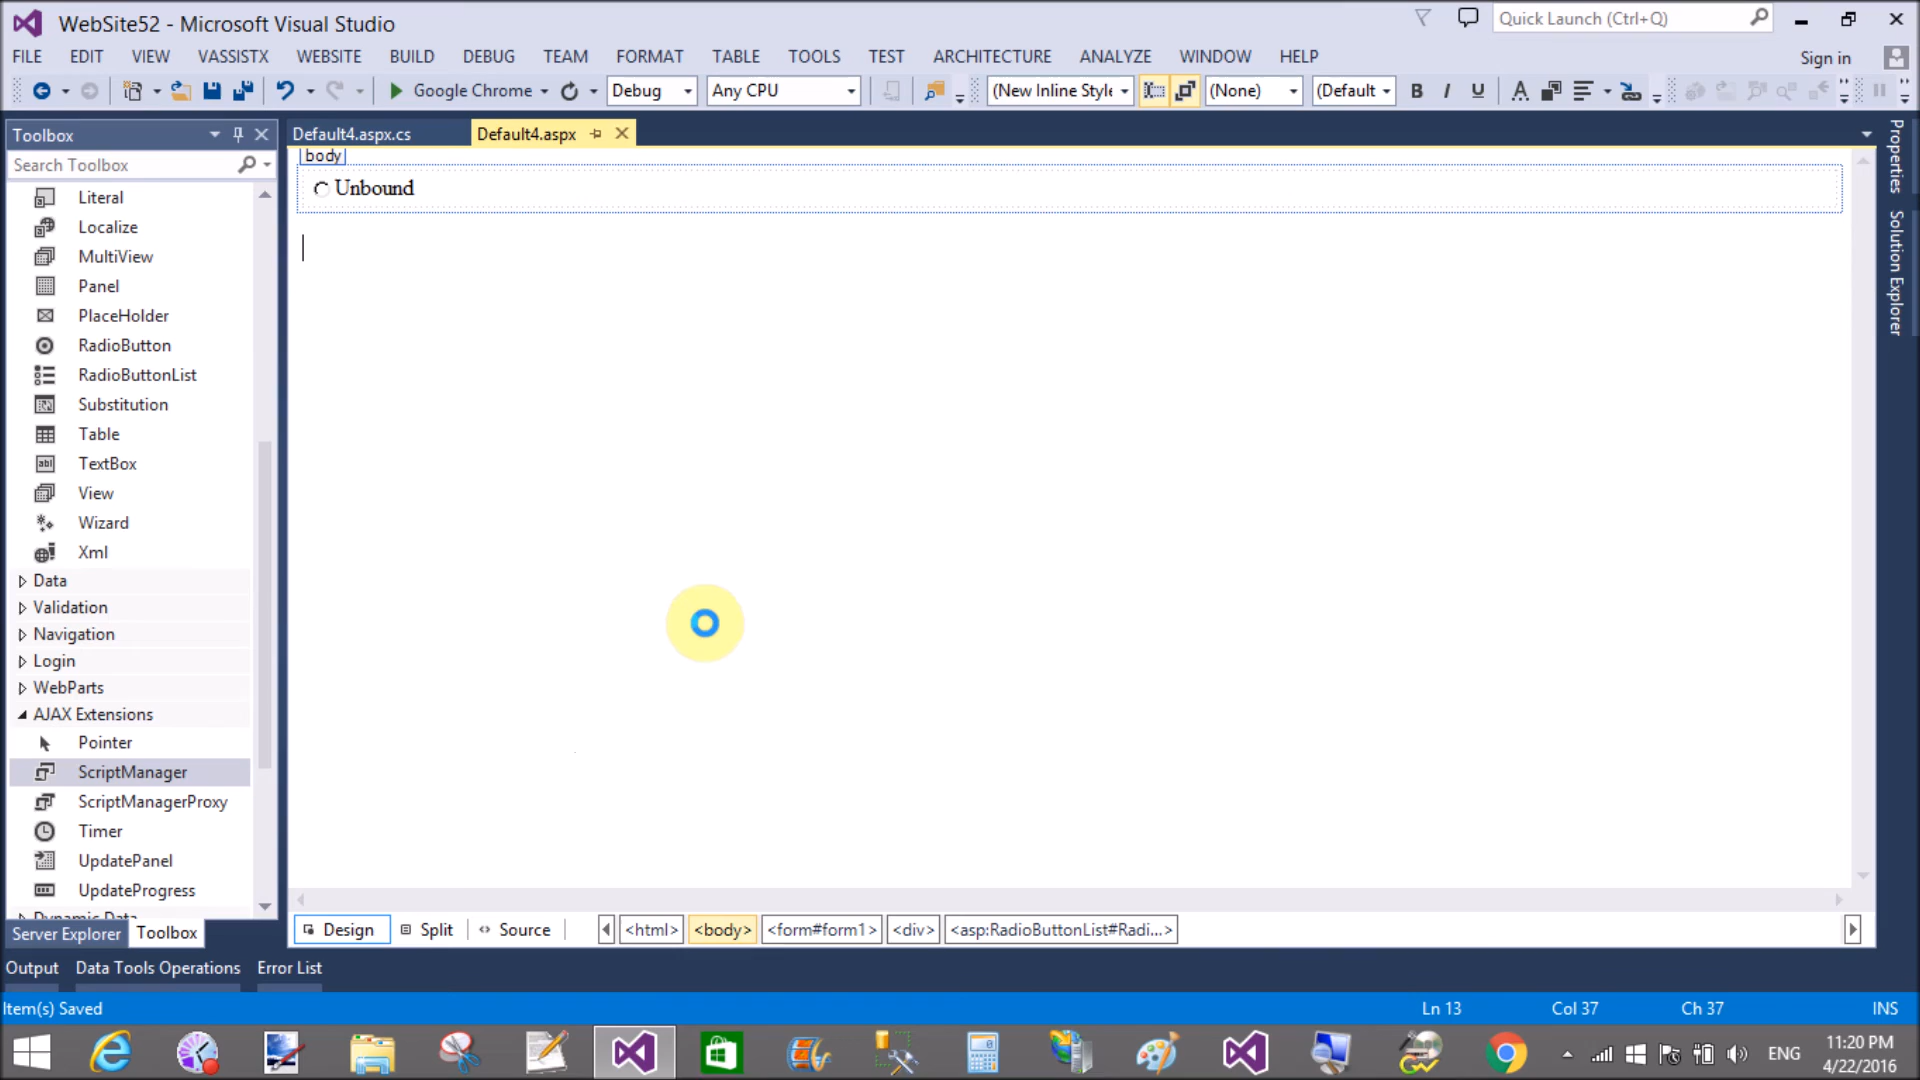 WebSite52 - Microsoft Visual Studio
Quick Launch (Ctrl+Q)
FILE EDIT VIEW VASSISTX WEBSITE BUILD DEBUG TEAM FORMAT TABLE TOOLS TEST ARCHITECTURE ANALYZE WINDOW HELP
Sign in
Google Chrome Debug Any CPU (New Inline Style (None) (Default B I U A
Toolbox
Default4.aspx.cs Default4.aspx
Search Toolbox
body
Unbound
Literal
Localize
MultiView
Panel
PlaceHolder
RadioButton
RadioButtonList
Substitution
Table
TextBox
View
Wizard
Xml
Data
Validation
Navigation
Login
WebParts
AJAX Extensions
Pointer
ScriptManager
ScriptManagerProxy
Timer
UpdatePanel
UpdateProgress
Dynamic Data
Properties
Solution Explorer
Server Explorer Toolbox
Design Split Source <html> <body> <form#form1> <div> <asp:RadioButtonList#Radi...>
Output Data Tools Operations Error List
Item(s) Saved
Ln 13 Col 37 Ch 37 INS
ENG
11:20 PM
4/22/2016